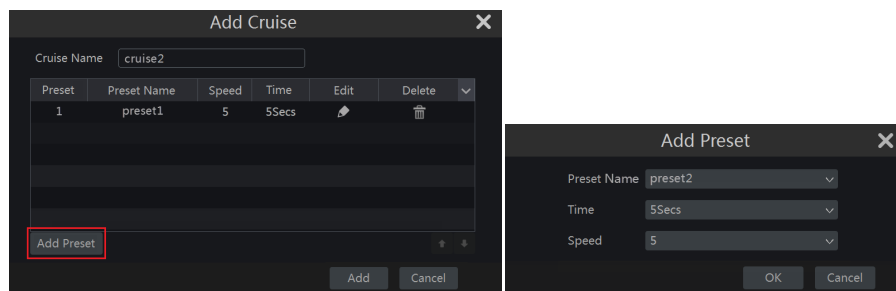 Add Cruise
Cruise Name cruise2
Preset Preset Name Speed Time Edit Delete
1 preset1 5 5Secs
Add Preset
Add Cancel
Add Preset
Preset Name preset2
Time 5Secs
Speed 5
OK Cancel